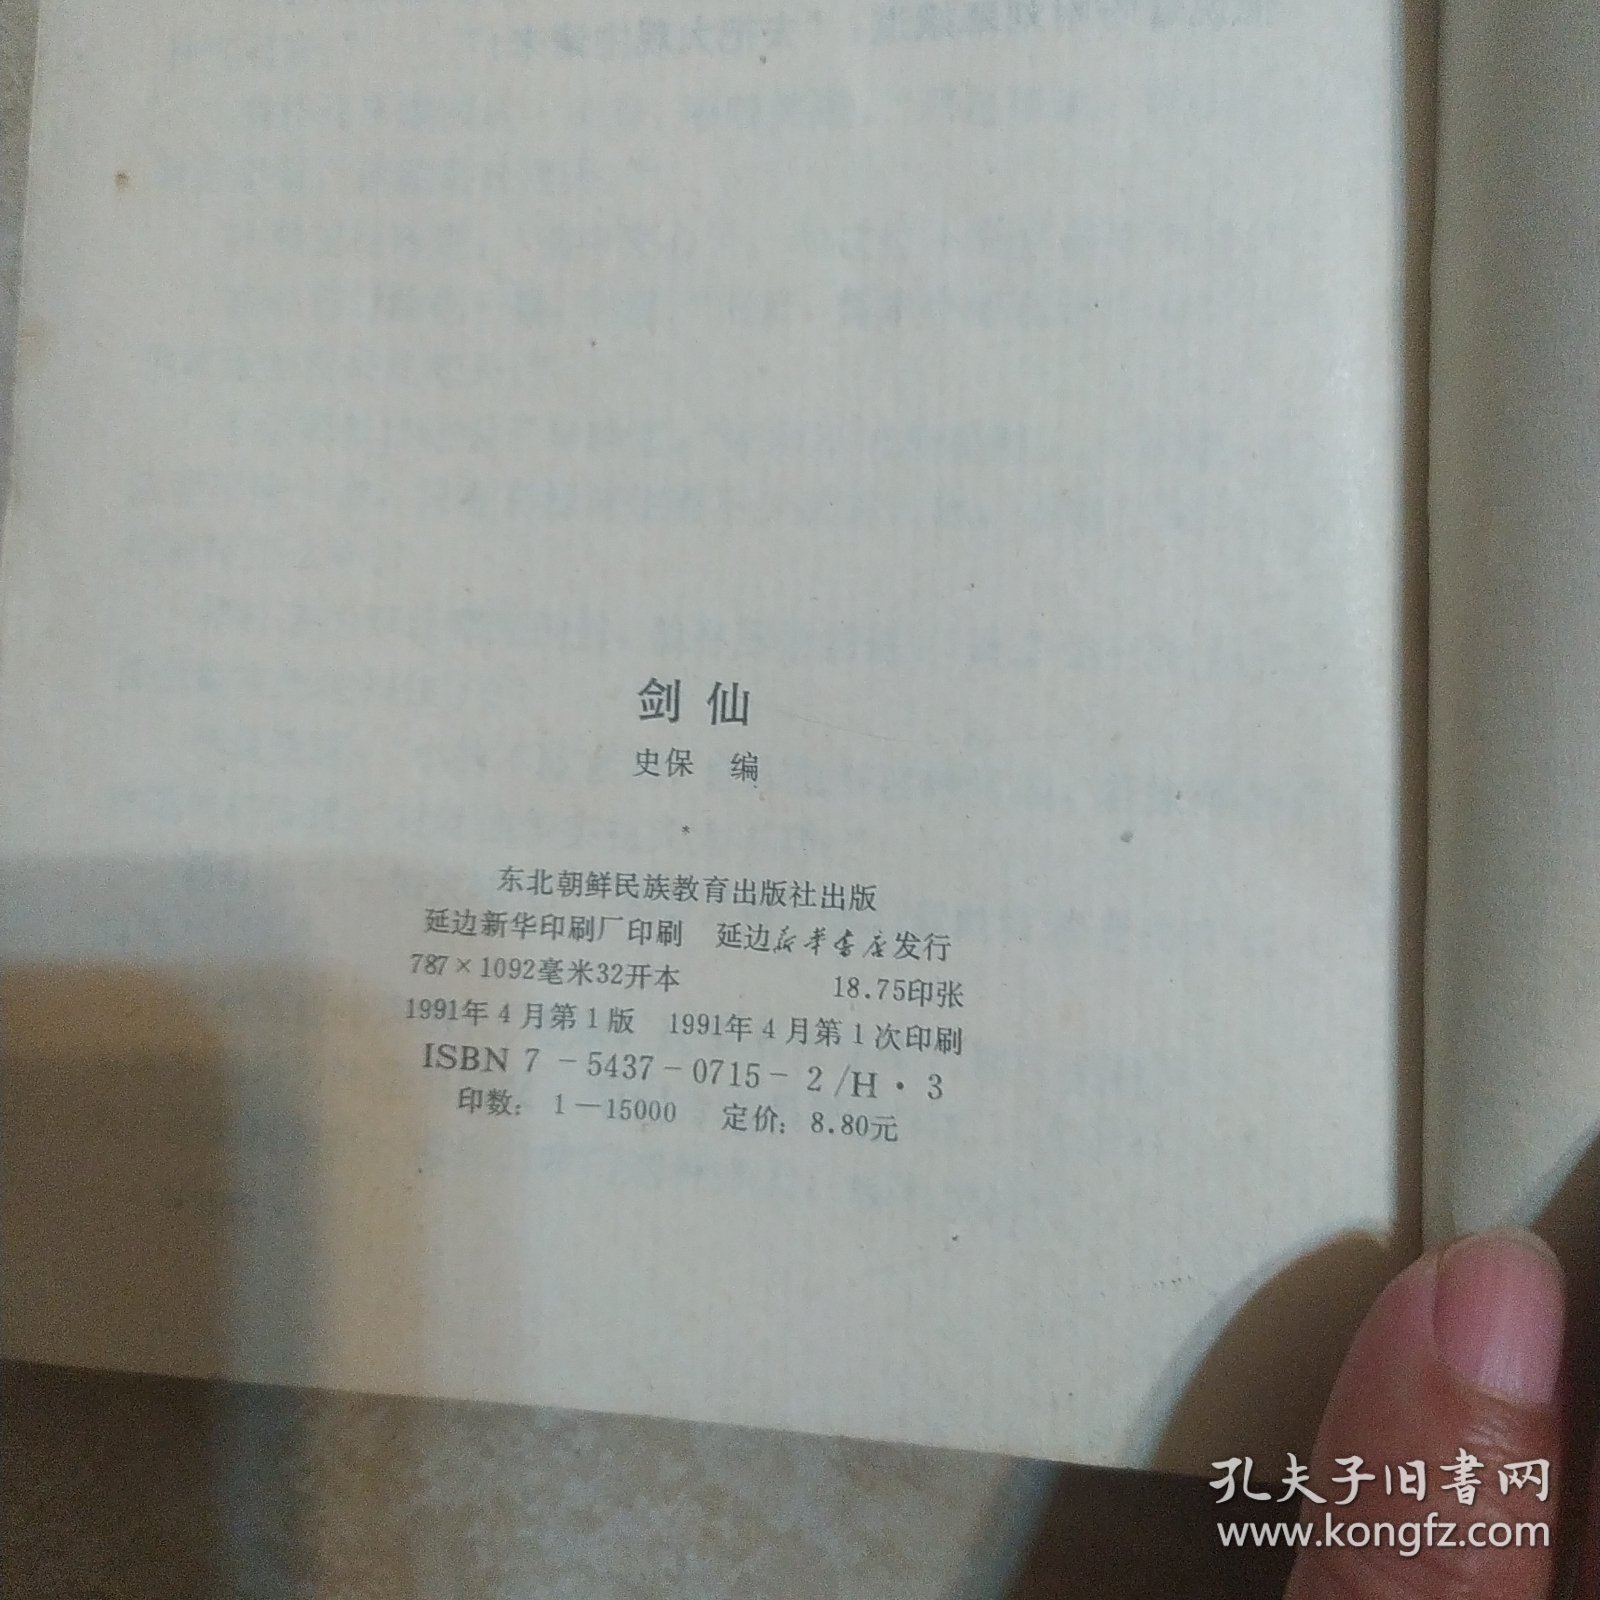 剑仙
史保 编
*
东北朝鲜民族教育出版社出版
延边新华印刷厂印刷 延边新华书店发行
787×1092毫米32开本 18.75印张
1991年4月第1版 1991年4月第1次印刷
ISBN 7-5437-0715-2/H·3
印数：1—15000 定价：8.80元
孔夫子旧书网
www.kongfz.com